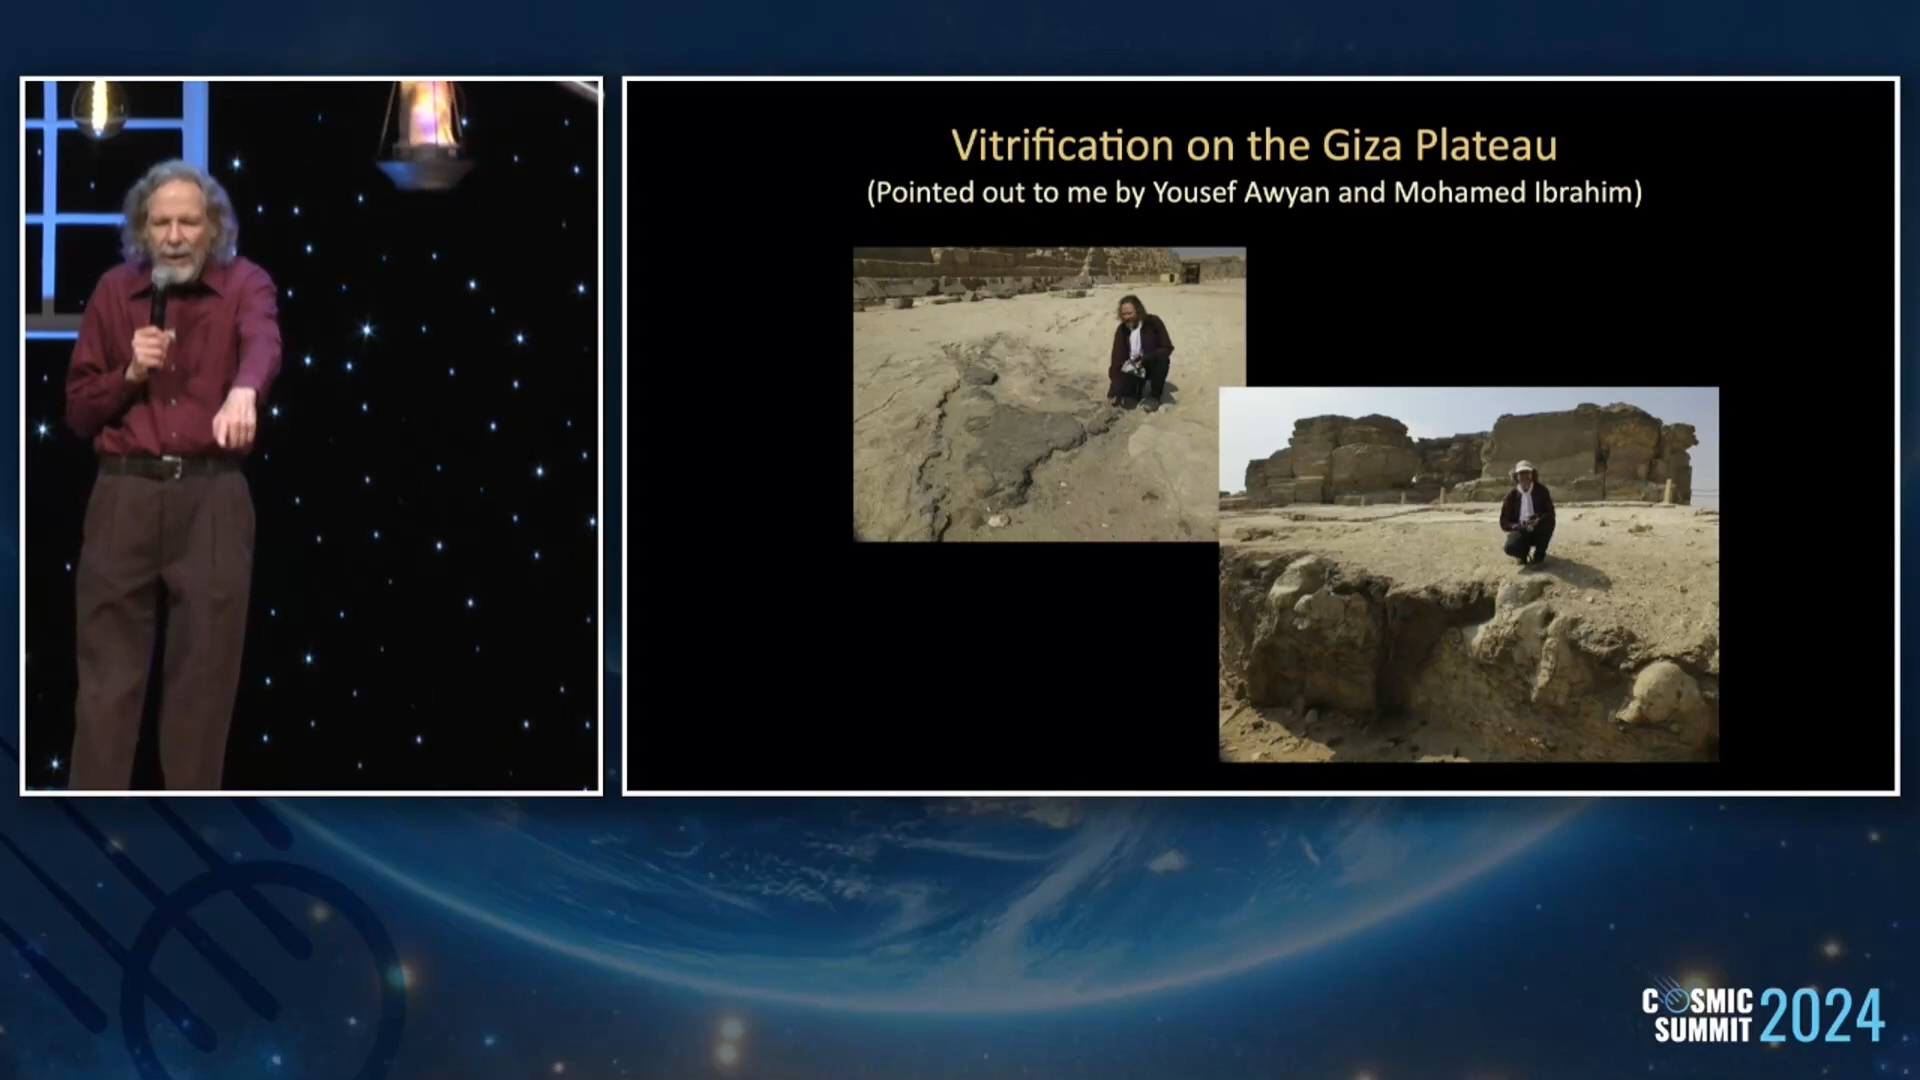 Vitrification on the Giza Plateau
(Pointed out to me by Yousef Awyan and Mohamed Ibrahim)
COSMIC
SUMMIT 2024